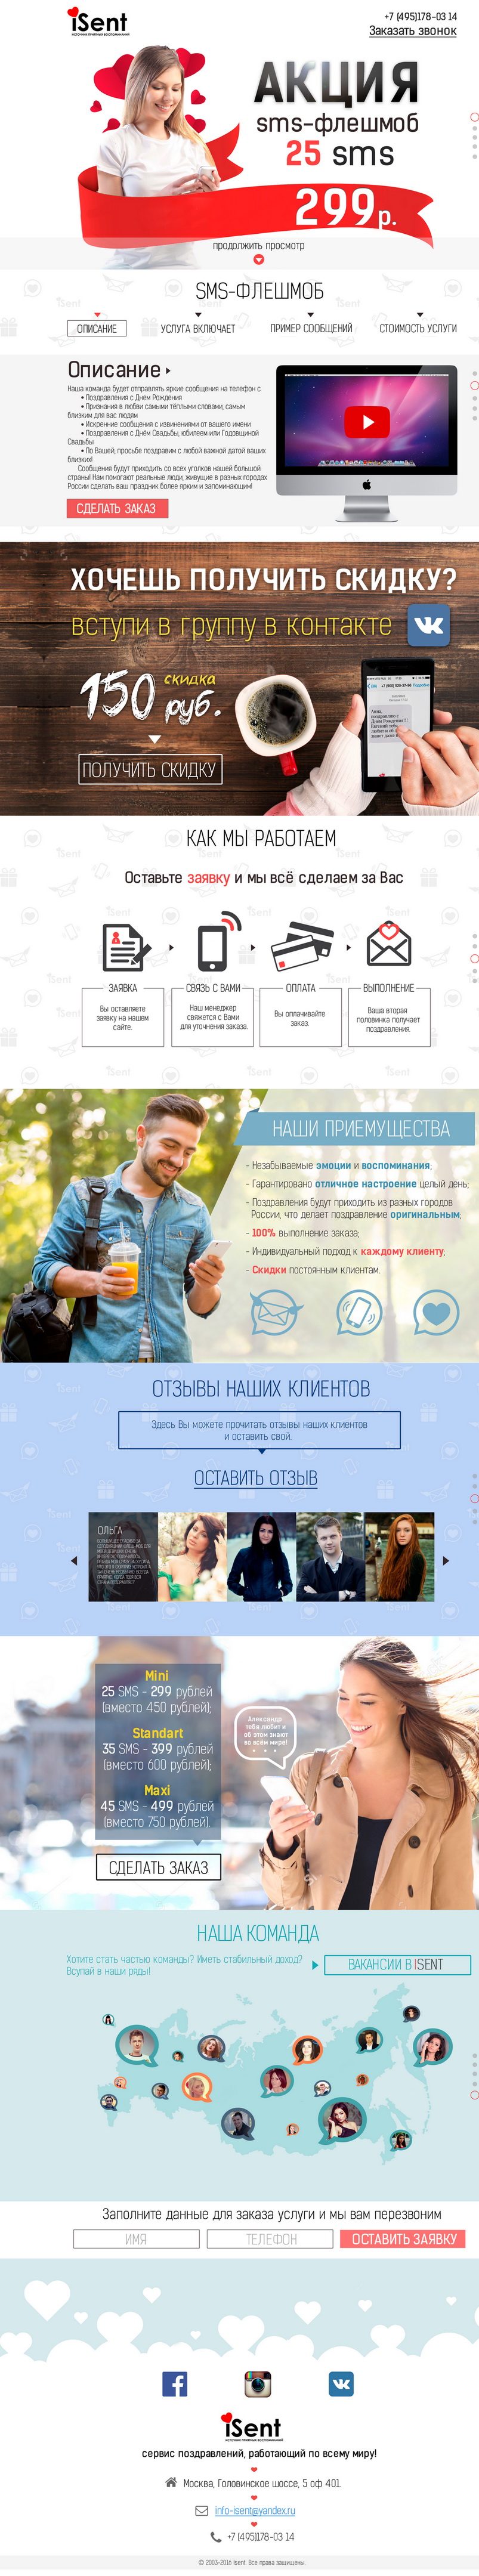 iSent
ИСТОЧНИК ПРИЯТНЫХ ВОСПОМИНАНИЙ
+7 (495)178-03 14
Заказать звонок
АКЦИЯ
sms-флешмоб
25 sms
299р.
продолжить просмотр
SMS-ФЛЕШМОБ
ОПИСАНИЕ
УСЛУГА ВКЛЮЧАЕТ
ПРИМЕР СООБЩЕНИЙ
СТОИМОСТЬ УСЛУГИ
Описание
Наша команда будет отправлять яркие сообщения на телефон с
• Поздравления с Днем Рождения
• Признания в любви самыми тёплыми словами, самым
близким для вас людям
• Искренние сообщения с извинениями от вашего имени
• Поздравления с Днём Свадьбы, юбилеем или Годовщиной
Свадьбы
• По Вашей, просьбе поздравим с любой важной датой ваших
близких!
Сообщения будут приходить со всех уголков нашей большой
страны! Нам помогают реальные люди, живущие в разных городах
России сделать ваш праздник более ярким и запоминающим!
СДЕЛАТЬ ЗАКАЗ
ХОЧЕШЬ ПОЛУЧИТЬ СКИДКУ?
вступи в группу в контакте
скидка
150 руб.
ПОЛУЧИТЬ СКИДКУ
КАК МЫ РАБОТАЕМ
Оставьте заявку и мы всё сделаем за Вас
ЗАЯВКА
Вы оставляете
заявку на нашем
сайте.
СВЯЗЬ С ВАМИ
Наш менеджер
свяжется с Вами
для уточнения заказа.
ОПЛАТА
Вы оплачивайте
заказ.
ВЫПОЛНЕНИЕ
Ваша вторая
половинка получает
поздравления.
НАШИ ПРИЕМУЩЕСТВА
- Незабываемые эмоции и воспоминания;
- Гарантировано отличное настроение целый день;
- Поздравления будут приходить из разных городов
России, что делает поздравление оригинальным;
- 100% выполнение заказа;
- Индивидуальный подход к каждому клиенту;
- Скидки постоянным клиентам.
ОТЗЫВЫ НАШИХ КЛИЕНТОВ
Здесь Вы можете прочитать отзывы наших клиентов
и оставить свой.
ОСТАВИТЬ ОТЗЫВ
ОЛЬГА
Mini
25 SMS - 299 рублей
(вместо 450 рублей);
Standart
35 SMS - 399 рублей
(вместо 600 рублей);
Maxi
45 SMS - 499 рублей
(вместо 750 рублей).
Александр
тебя любит и
об этом знают
во всём мире!
СДЕЛАТЬ ЗАКАЗ
НАША КОМАНДА
Хотите стать частью команды? Иметь стабильный доход?
Всупай в наши ряды!
ВАКАНСИИ В ISENT
Заполните данные для заказа услуги и мы вам перезвоним
ИМЯ
ТЕЛЕФОН
ОСТАВИТЬ ЗАЯВКУ
iSent
ИСТОЧНИК ПРИЯТНЫХ ВОСПОМИНАНИЙ
сервис поздравлений, работающий по всему миру!
Москва, Головинское шоссе, 5 оф 401.
info-isent@yandex.ru
+7 (495)178-03 14
© 2003-2016 Isent. Все права защищены.